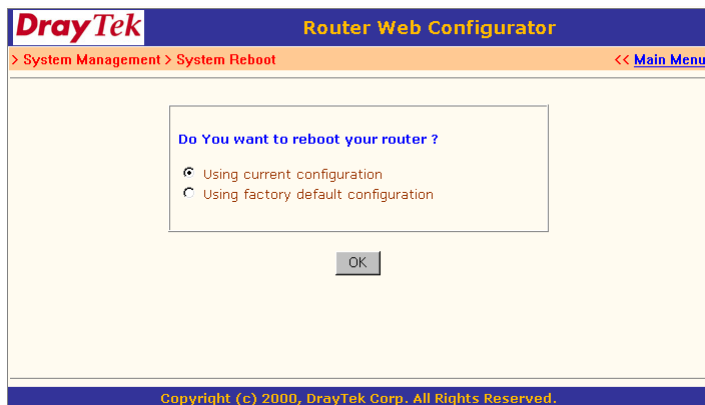 DrayTek Router Web Configurator
> System Management > System Reboot << Main Menu
Do You want to reboot your router ?
Using current configuration
Using factory default configuration
OK
Copyright (c) 2000, DrayTek Corp. All Rights Reserved.